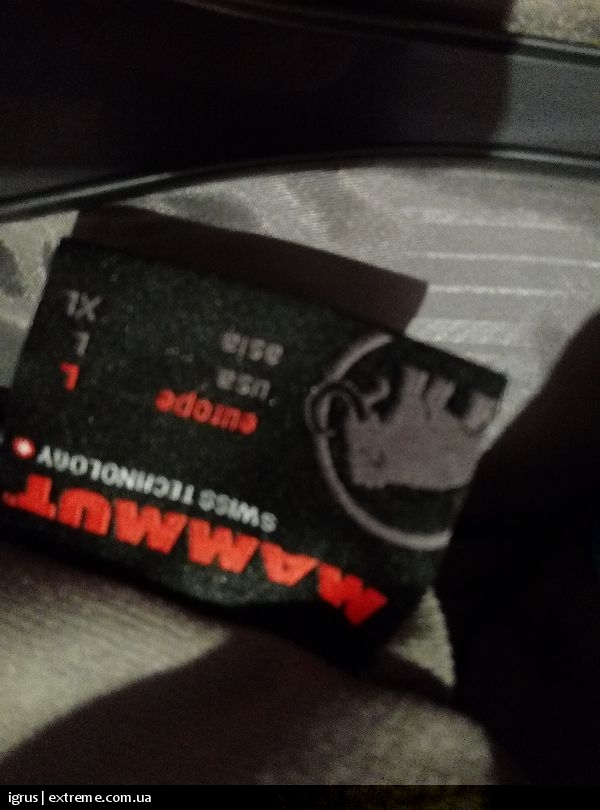 MAMMUT
SWISS TECHNOLOGY
europe L
usa L
asia XL
igrus | extreme.com.ua